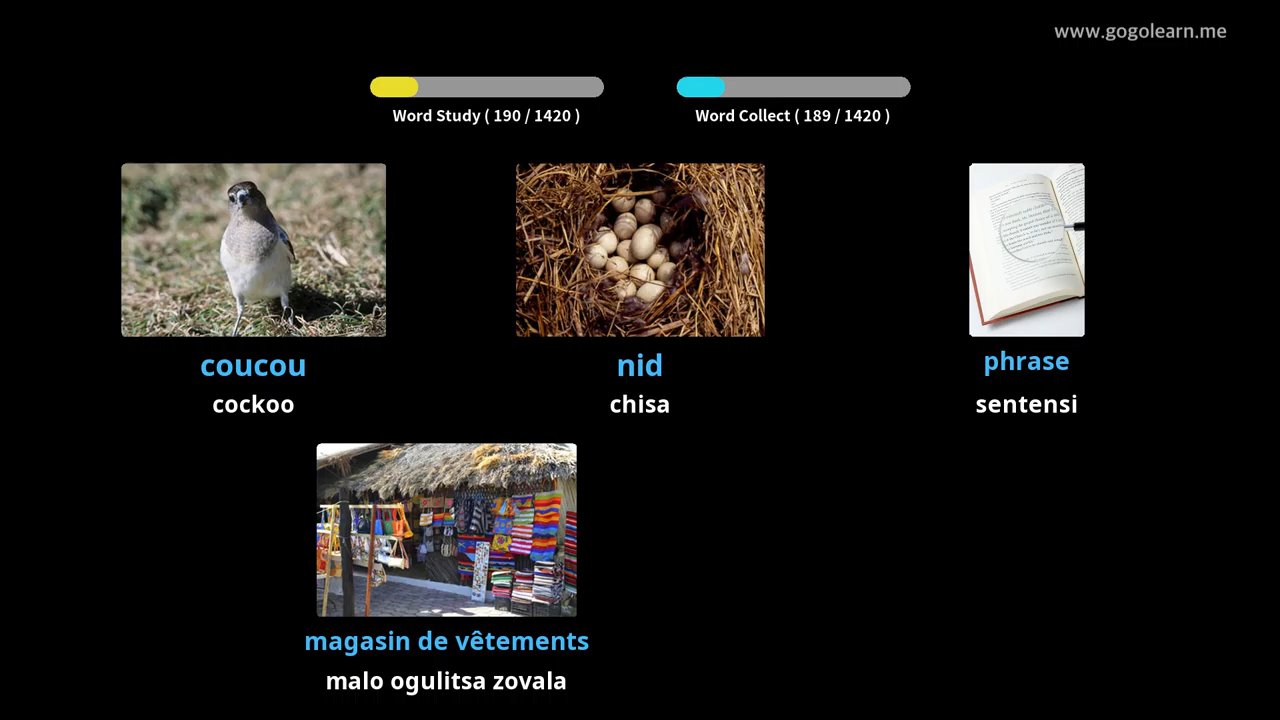 www.gogolearn.me
Word Study ( 190 / 1420 )
Word Collect ( 189 / 1420 )
coucou
cockoo
nid
chisa
phrase
sentensi
magasin de vêtements
malo ogulitsa zovala